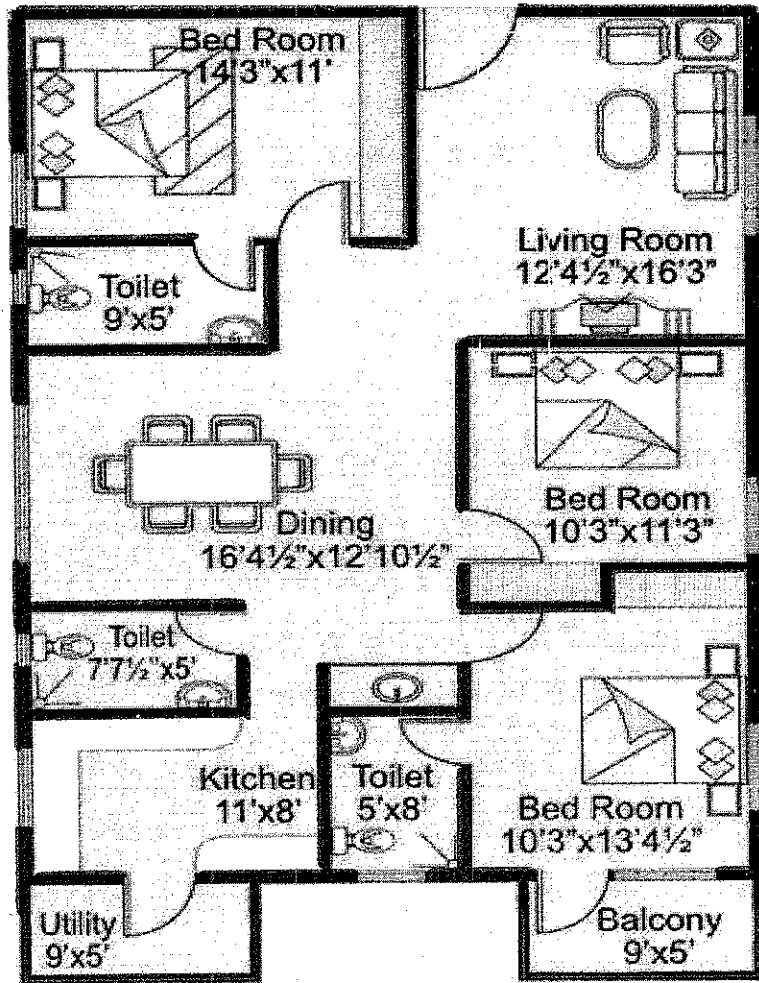 Bed Room
14'3"x11'
Living Room
12'4½"x16'3"
Toilet
9'x5'
Bed Room
10'3"x11'3"
Dining
16'4½"x12'10½"
Toilet
7'7½"x5'
Kitchen
11'x8'
Toilet
5'x8'
Bed Room
10'3"x13'4½"
Utility
9'x5'
Balcony
9'x5'